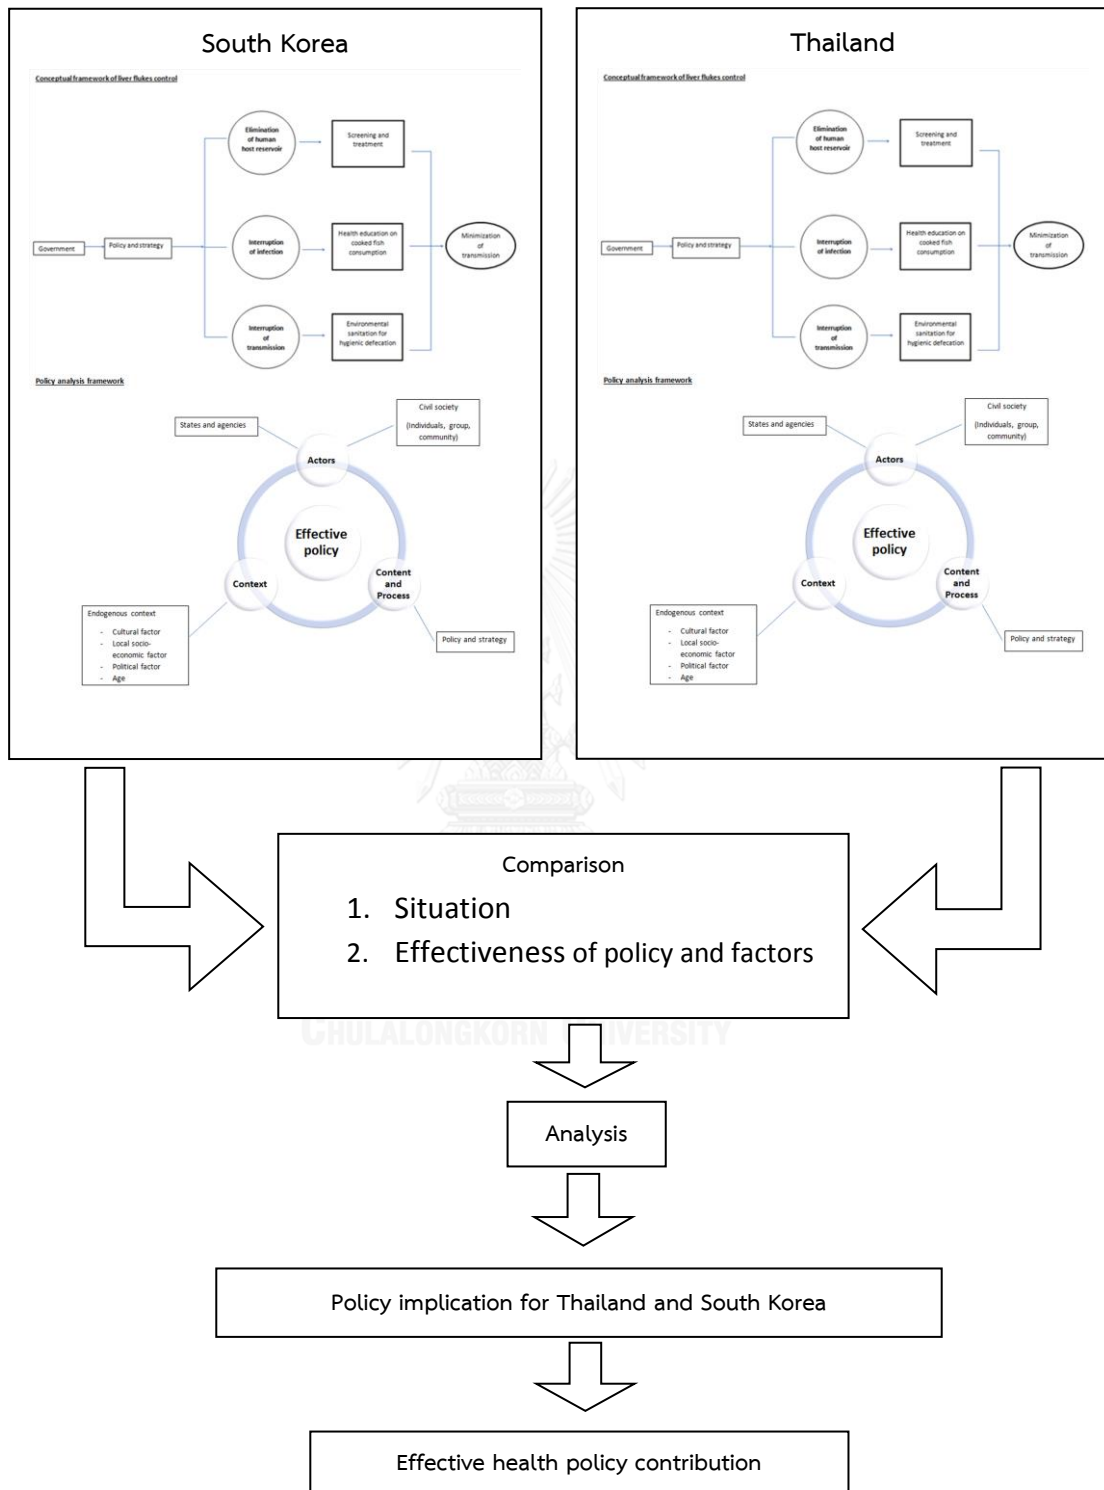 South Korea
Conceptual framework of liver flukes control
Elimination
of human
host reservoir
Screening and
treatment
Government
Policy and strategy
Interruption
of infection
Health education on
cooked fish
consumption
Minimization
of
transmission
Interruption
of
transmission
Environmental
sanitation for
hygienic defecation
Policy analysis framework
States and agencies
Civil society
(Individuals, group,
community)
Actors
Effective
policy
Context
Content
and
Process
Endogenous context
- Cultural factor
- Local socio-
economic factor
- Political factor
- Age
Policy and strategy
Thailand
Conceptual framework of liver flukes control
Elimination
of human
host reservoir
Screening and
treatment
Government
Policy and strategy
Interruption
of infection
Health education on
cooked fish
consumption
Minimization
of
transmission
Interruption
of
transmission
Environmental
sanitation for
hygienic defecation
Policy analysis framework
States and agencies
Civil society
(Individuals, group,
community)
Actors
Effective
policy
Context
Content
and
Process
Endogenous context
- Cultural factor
- Local socio-
economic factor
- Political factor
- Age
Policy and strategy
Comparison
1. Situation
2. Effectiveness of policy and factors
CHULALONGKORN UNIVERSITY
Analysis
Policy implication for Thailand and South Korea
Effective health policy contribution